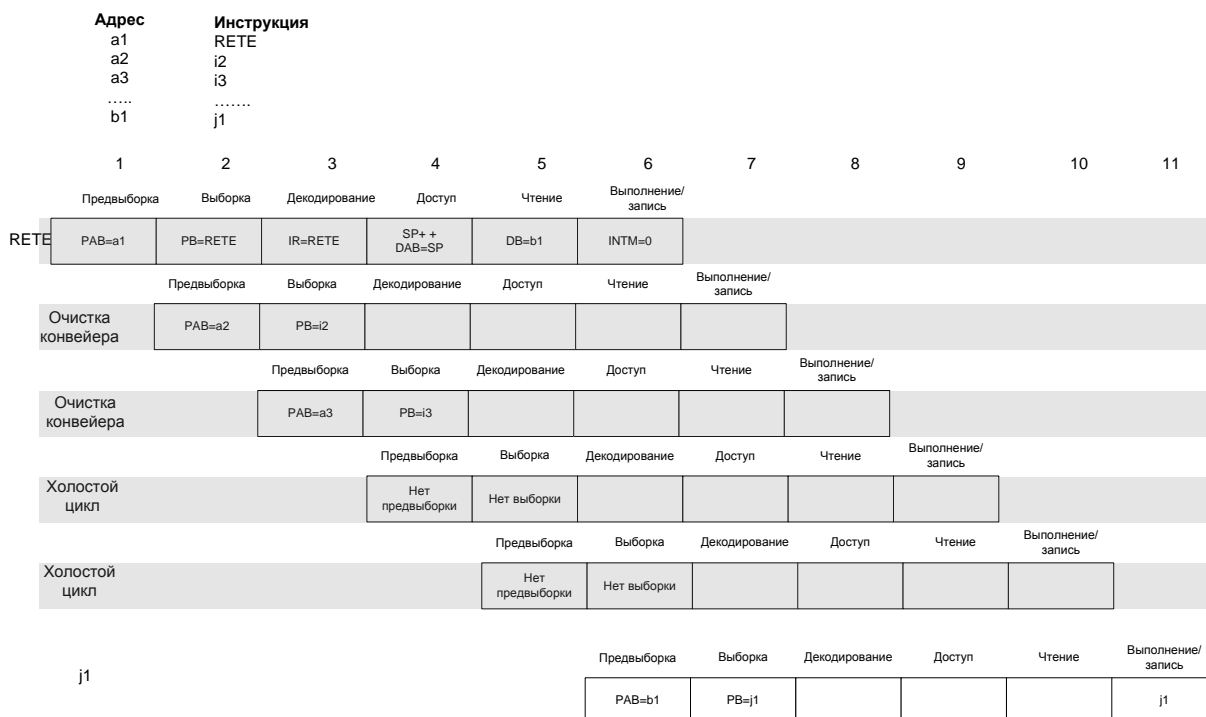 Адрес Инструкция
a1 RETE
a2 i2
a3 i3
….. …….
b1 j1
1 2 3 4 5 6 7 8 9 10 11
Предвыборка Выборка Декодирование Доступ Чтение Выполнение/
запись
RETE PAB=a1 PB=RETE IR=RETE SP+ +
DAB=SP DB=b1 INTM=0
Предвыборка Выборка Декодирование Доступ Чтение Выполнение/
запись
Очистка
конвейера PAB=a2 PB=i2
Предвыборка Выборка Декодирование Доступ Чтение Выполнение/
запись
Очистка
конвейера PAB=a3 PB=i3
Предвыборка Выборка Декодирование Доступ Чтение Выполнение/
запись
Холостой
цикл Нет
предвыборки Нет выборки
Предвыборка Выборка Декодирование Доступ Чтение Выполнение/
запись
Холостой
цикл Нет
предвыборки Нет выборки
Предвыборка Выборка Декодирование Доступ Чтение Выполнение/
запись
j1 PAB=b1 PB=j1 j1